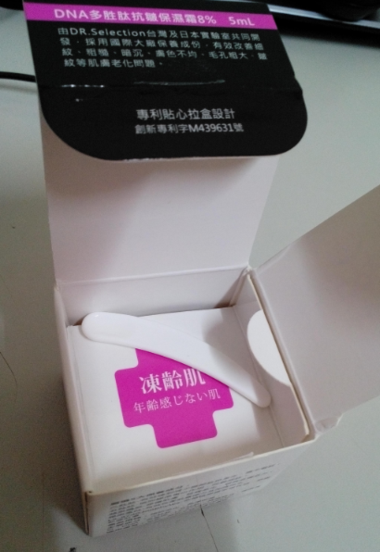 DNA多胜肽抗皺保濕霜8%　5mL
由DR.Selection台灣及日本實驗室共同開
發，採用國際大廠保養成份，有效改善細
紋、粗糙、暗沉、膚色不均、毛孔粗大、皺
紋等肌膚老化問題。
專利貼心拉盒設計
創新專利字M439631號
凍齡肌
年齢感じない肌